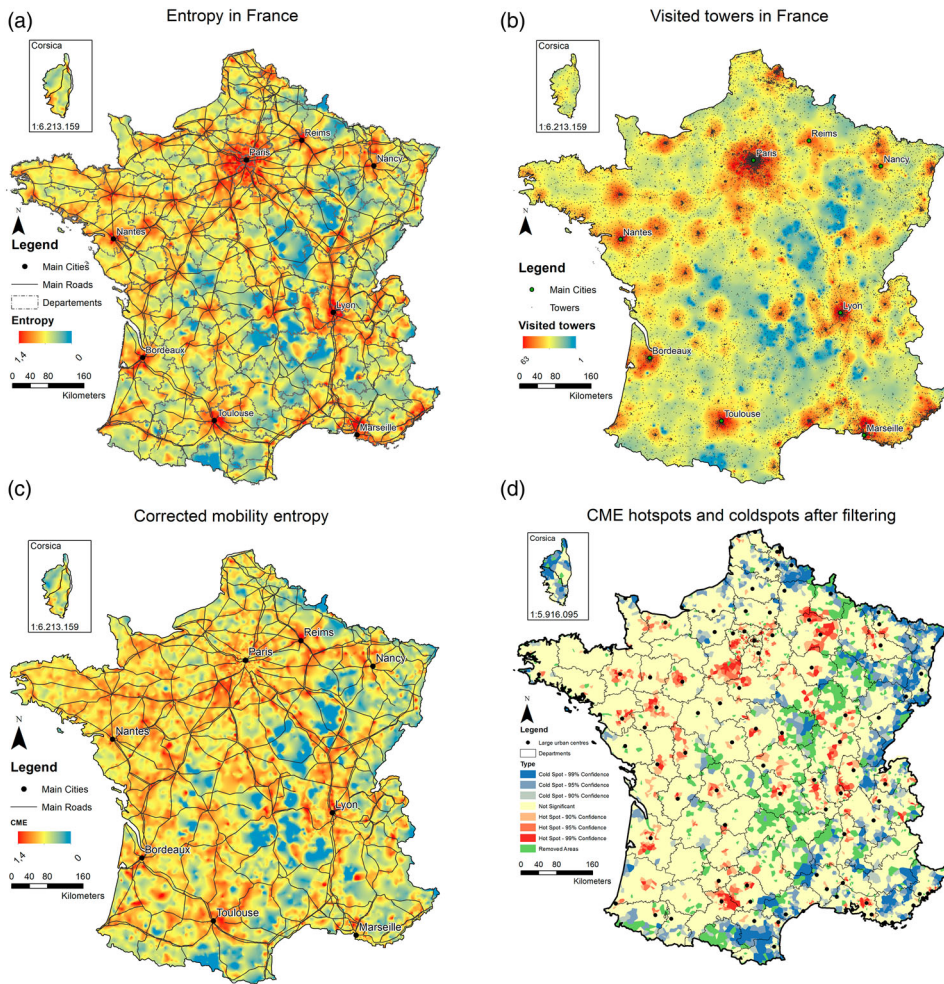 (a)
Entropy in France
Corsica
1:6.213.159
Paris
Reims
Nancy
Nantes
Lyon
Bordeaux
Toulouse
Marseille
N
Legend
Main Cities
Main Roads
Departements
Entropy
1,4
0
0 40 80 160
Kilometers
(b)
Visited towers in France
Corsica
1:6.213.159
Paris
Reims
Nancy
Nantes
Lyon
Bordeaux
Toulouse
Marseille
N
Legend
Main Cities
Towers
Visited towers
63
1
0 40 80 160
Kilometers
(c)
Corrected mobility entropy
Corsica
1:6.213.159
Paris
Reims
Nancy
Nantes
Lyon
Bordeaux
Toulouse
Marseille
N
Legend
Main Cities
Main Roads
CME
1,4
0
0 40 80 160
Kilometers
(d)
CME hotspots and coldspots after filtering
Corsica
1:5.916.095
N
Legend
Large urban centres
Departments
Type
Cold Spot - 99% Confidence
Cold Spot - 95% Confidence
Cold Spot - 90% Confidence
Not Significant
Hot Spot - 90% Confidence
Hot Spot - 95% Confidence
Hot Spot - 99% Confidence
Removed Areas
0 40 80 160
Kilometers